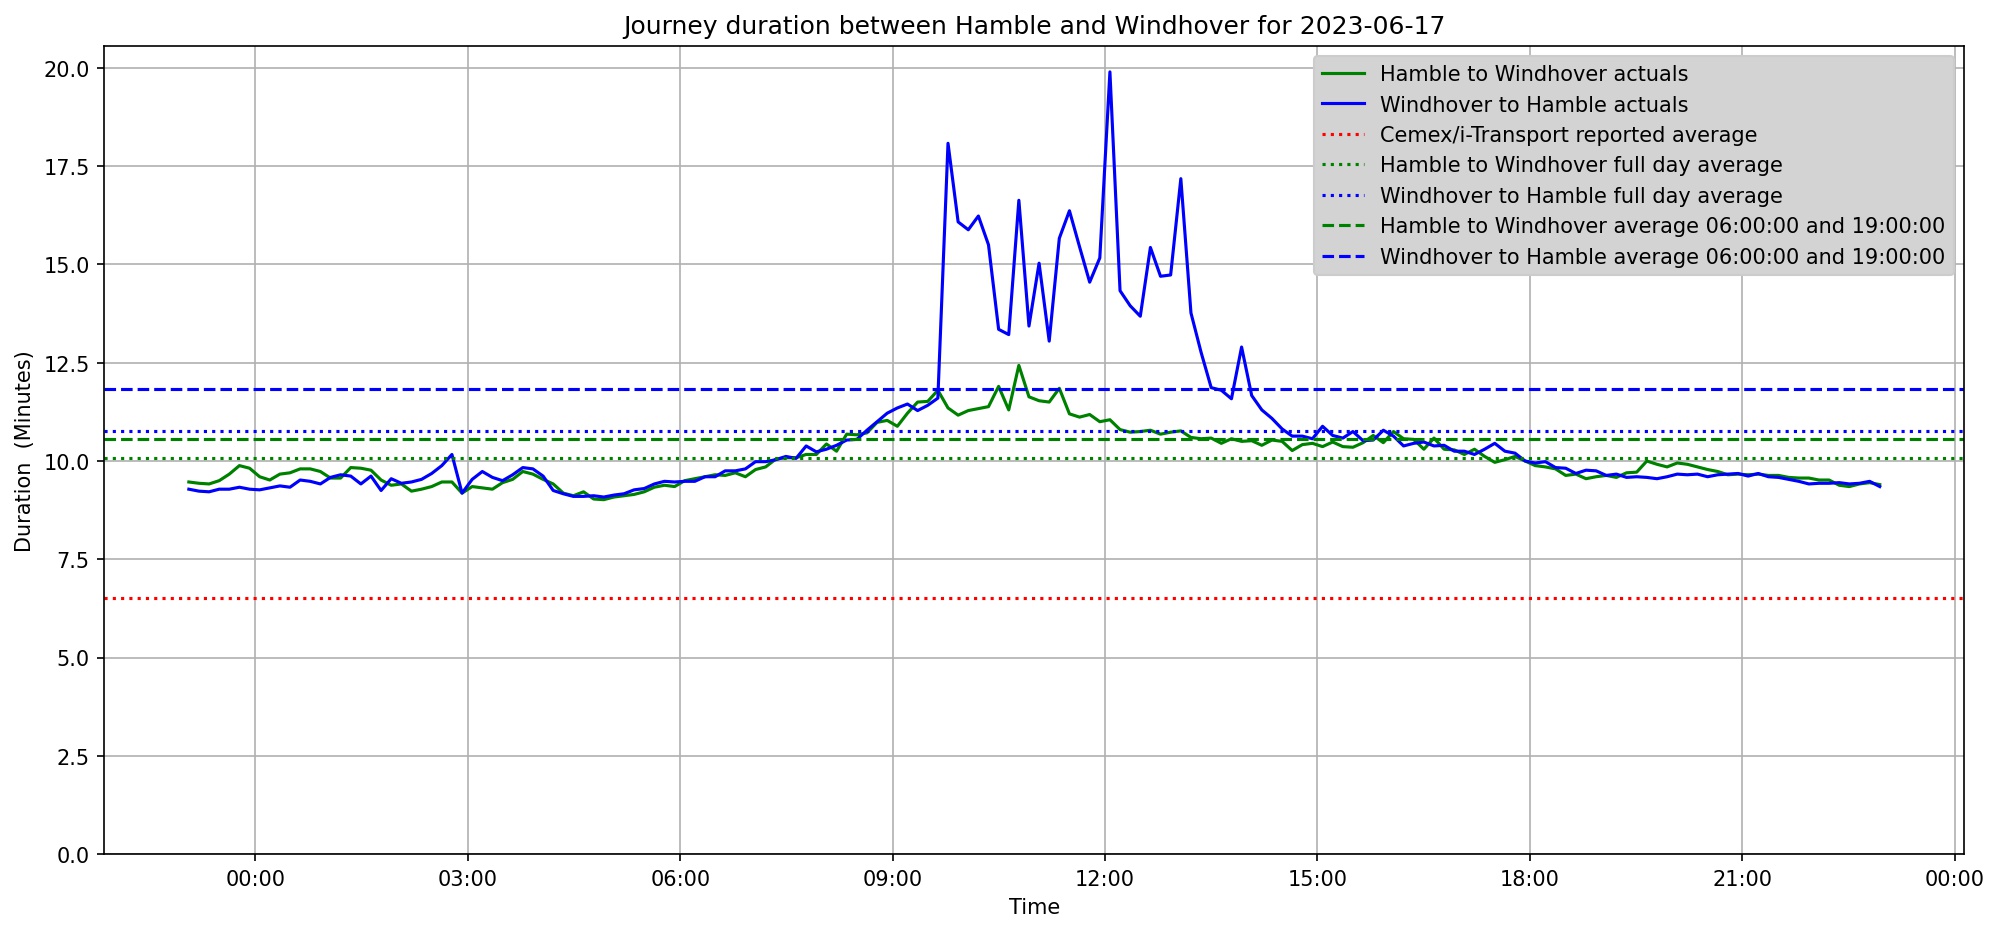 Journey duration between Hamble and Windhover for 2023-06-17
Hamble to Windhover actuals
Windhover to Hamble actuals
Cemex/i-Transport reported average
Hamble to Windhover full day average
Windhover to Hamble full day average
Hamble to Windhover average 06:00:00 and 19:00:00
Windhover to Hamble average 06:00:00 and 19:00:00
Duration (Minutes)
20.0
17.5
15.0
12.5
10.0
7.5
5.0
2.5
0.0
00:00 03:00 06:00 09:00 12:00 15:00 18:00 21:00 00:00
Time